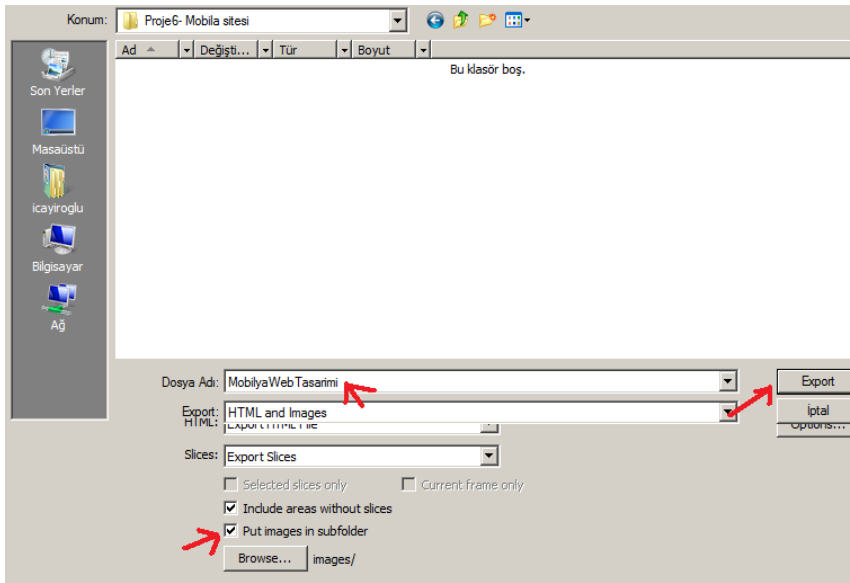 Konum: Proje6- Mobila sitesi
Ad Değişti... Tür Boyut
Bu klasör boş.
Son Yerler
Masaüstü
icayiroglu
Bilgisayar
Ağ
Dosya Adı: MobilyaWebTasarimi Export
Export: HTML and Images İptal
HTML: Export HTML File Options...
Slices: Export Slices
Selected slices only Current frame only
Include areas without slices
Put images in subfolder
Browse... images/